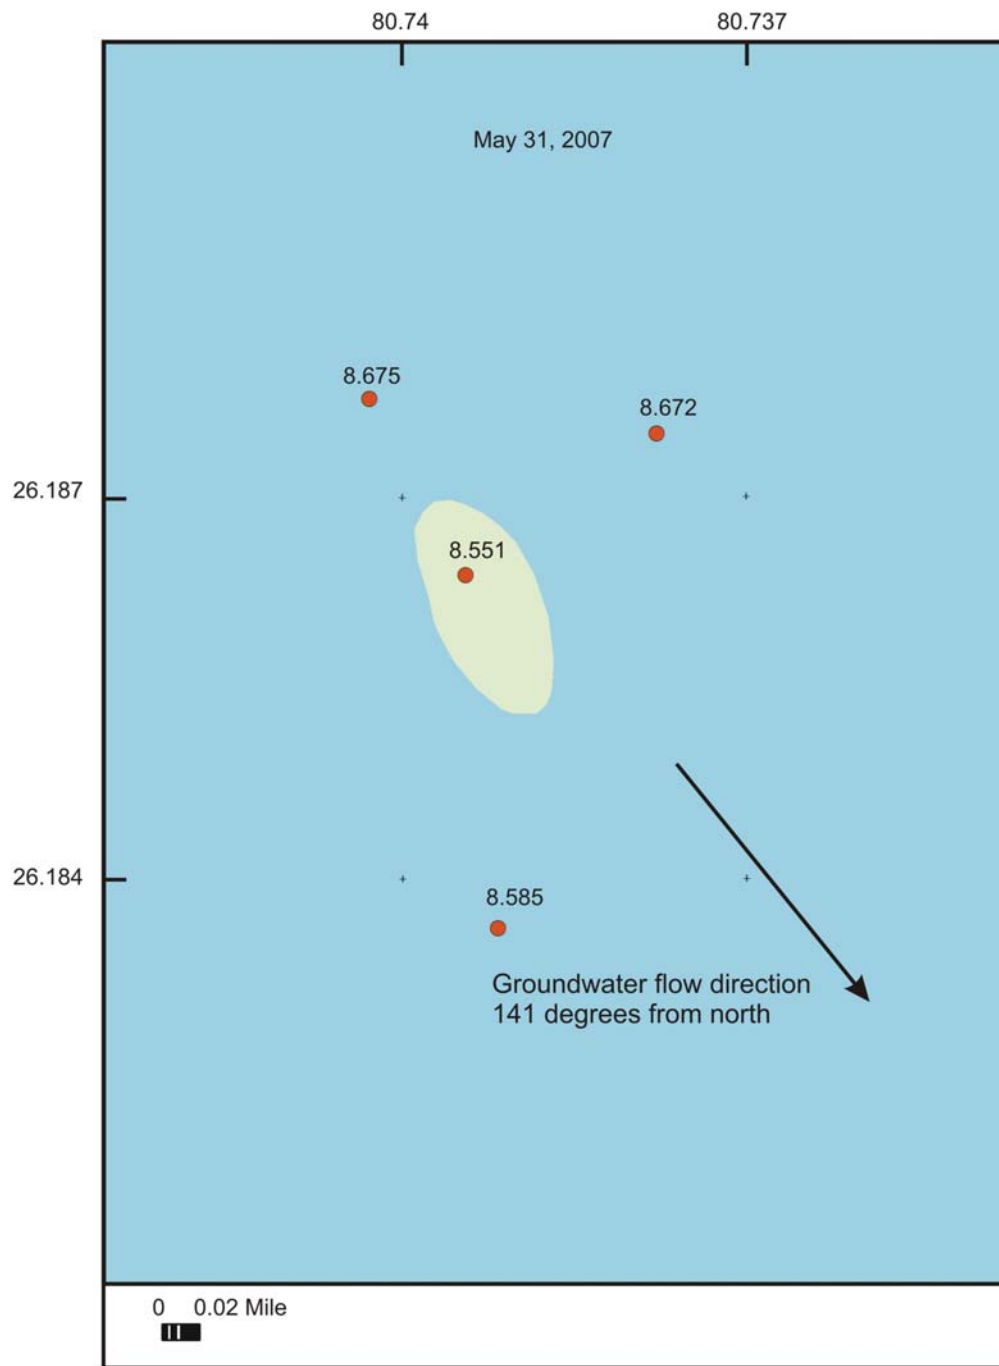 80.74
80.737
May 31, 2007
8.675
8.672
26.187
8.551
26.184
8.585
Groundwater flow direction
141 degrees from north
0 0.02 Mile